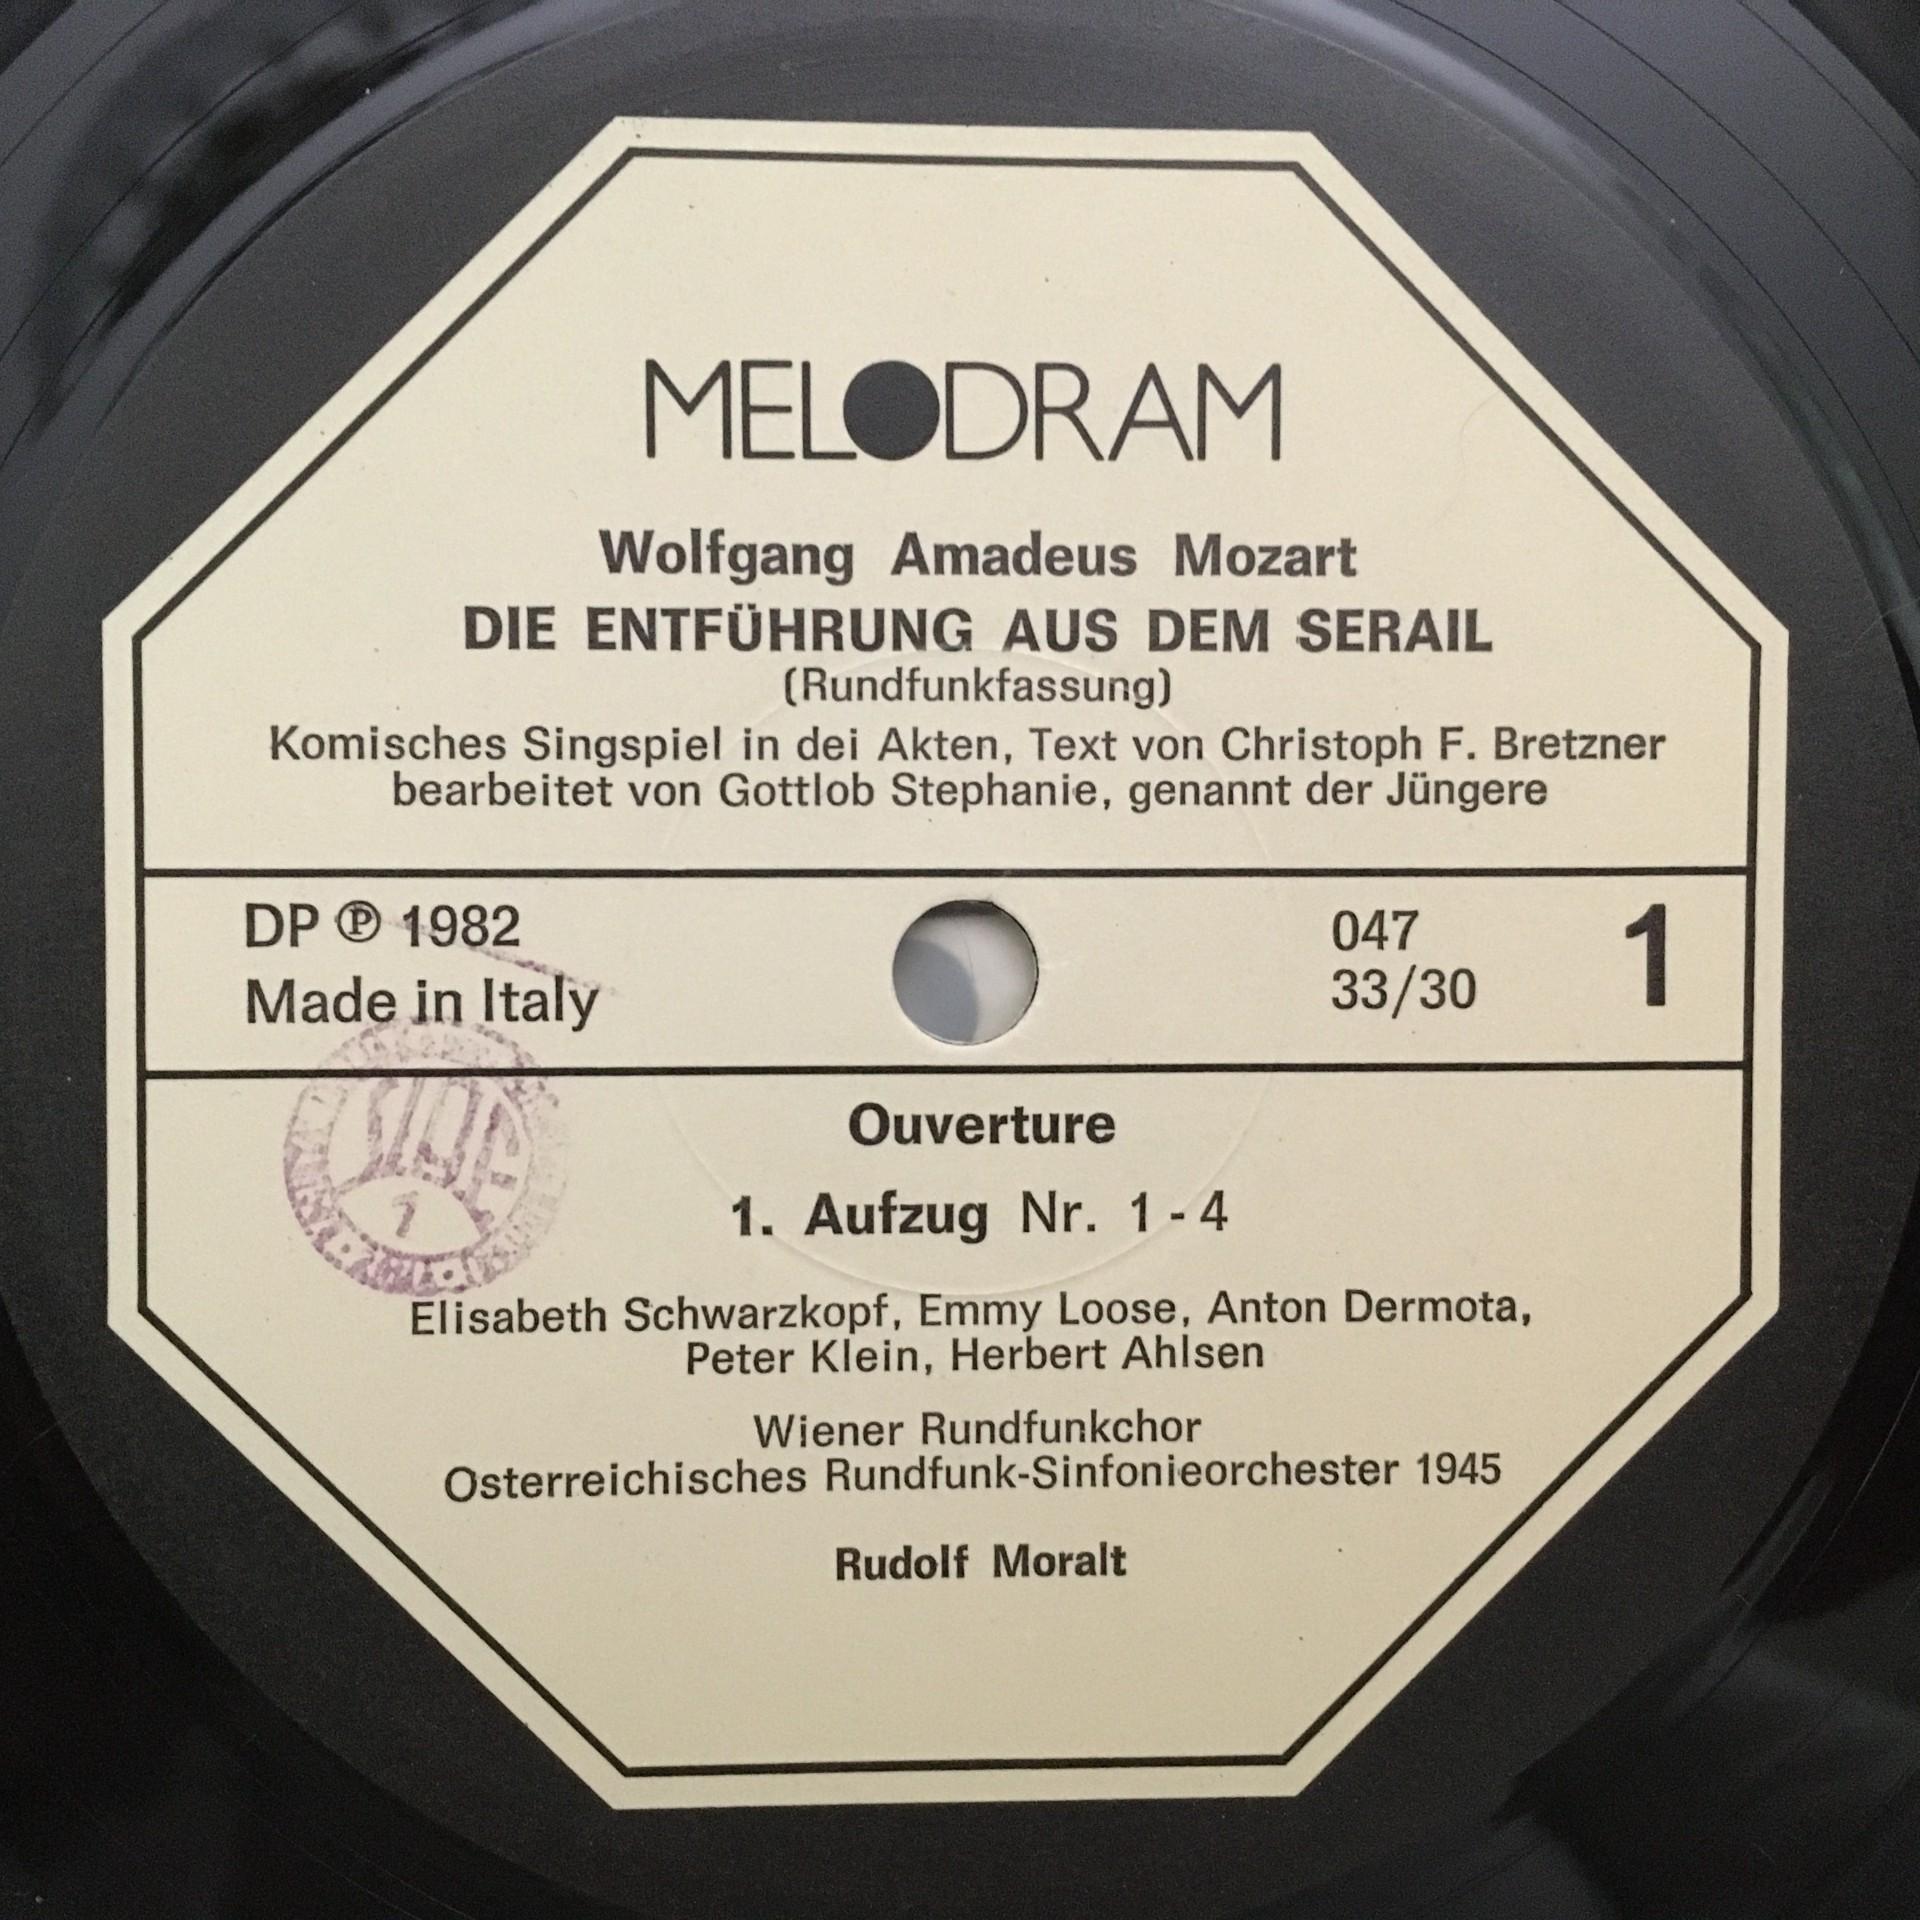 MELODRAM
Wolfgang Amadeus Mozart
DIE ENTFÜHRUNG AUS DEM SERAIL
(Rundfunkfassung)
Komisches Singspiel in dei Akten, Text von Christoph F. Bretzner
bearbeitet von Gottlob Stephanie, genannt der Jüngere
DP ℗ 1982
Made in Italy
047
33/30
1
Ouverture
1. Aufzug Nr. 1 - 4
Elisabeth Schwarzkopf, Emmy Loose, Anton Dermota,
Peter Klein, Herbert Ahlsen
Wiener Rundfunkchor
Osterreichisches Rundfunk-Sinfonieorchester 1945
Rudolf Moralt